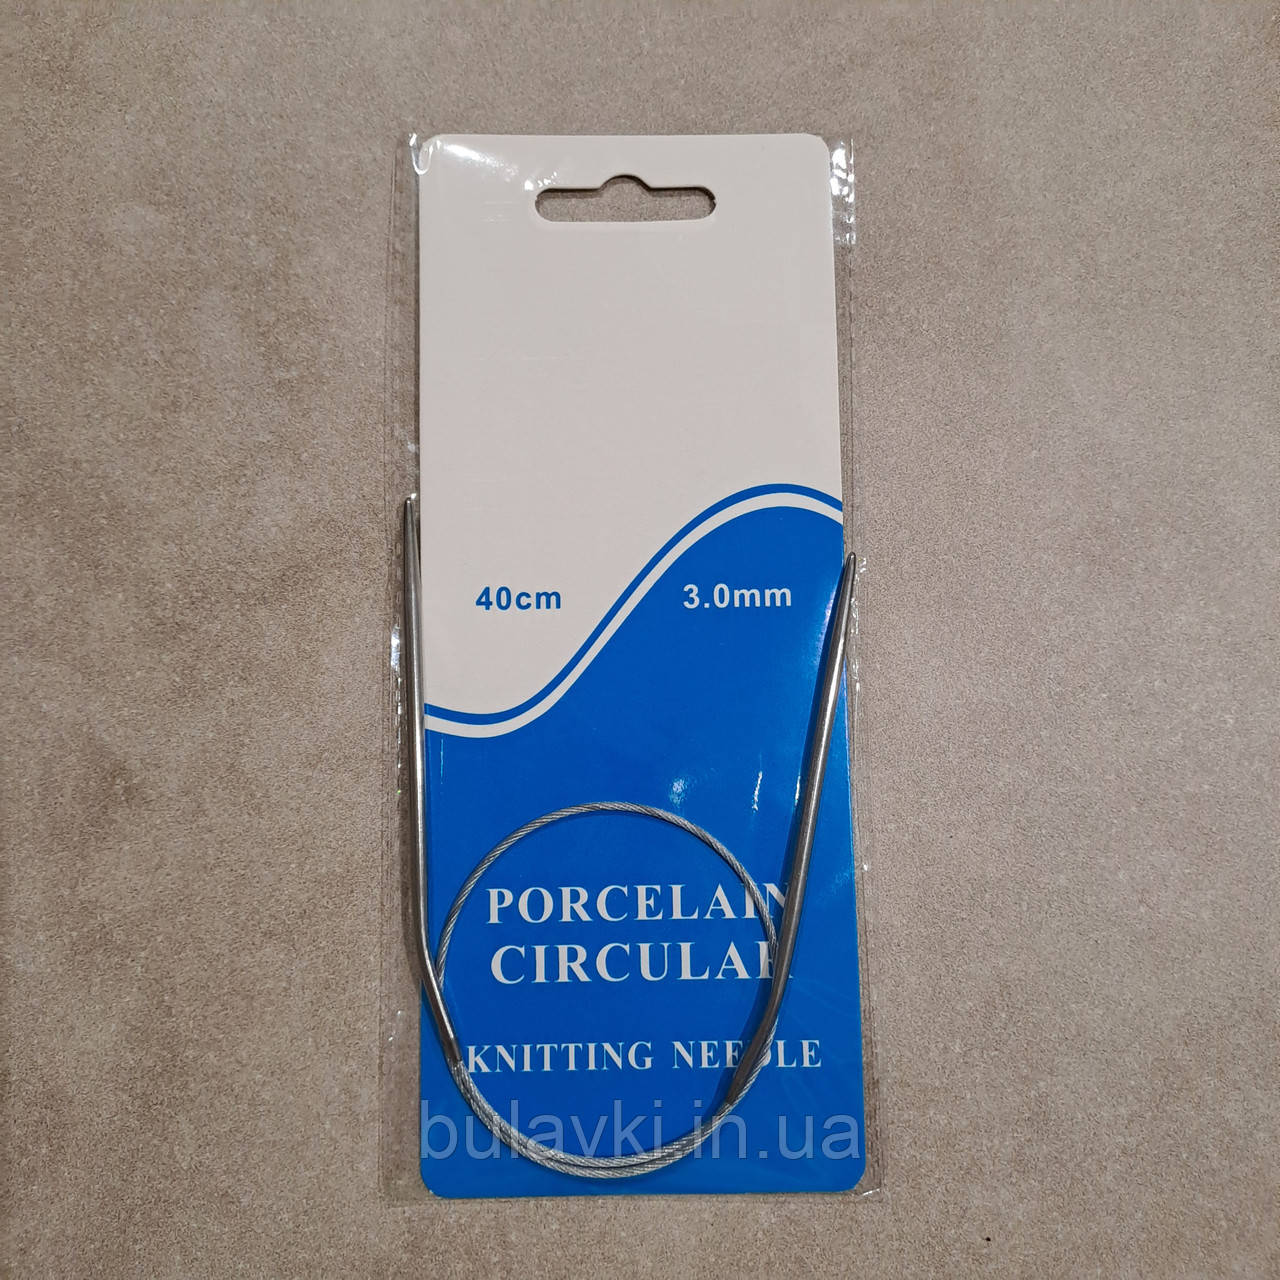 40cm 3.0mm
PORCELAIN
CIRCULAR
KNITTING NEEDLE
bulavki.in.ua